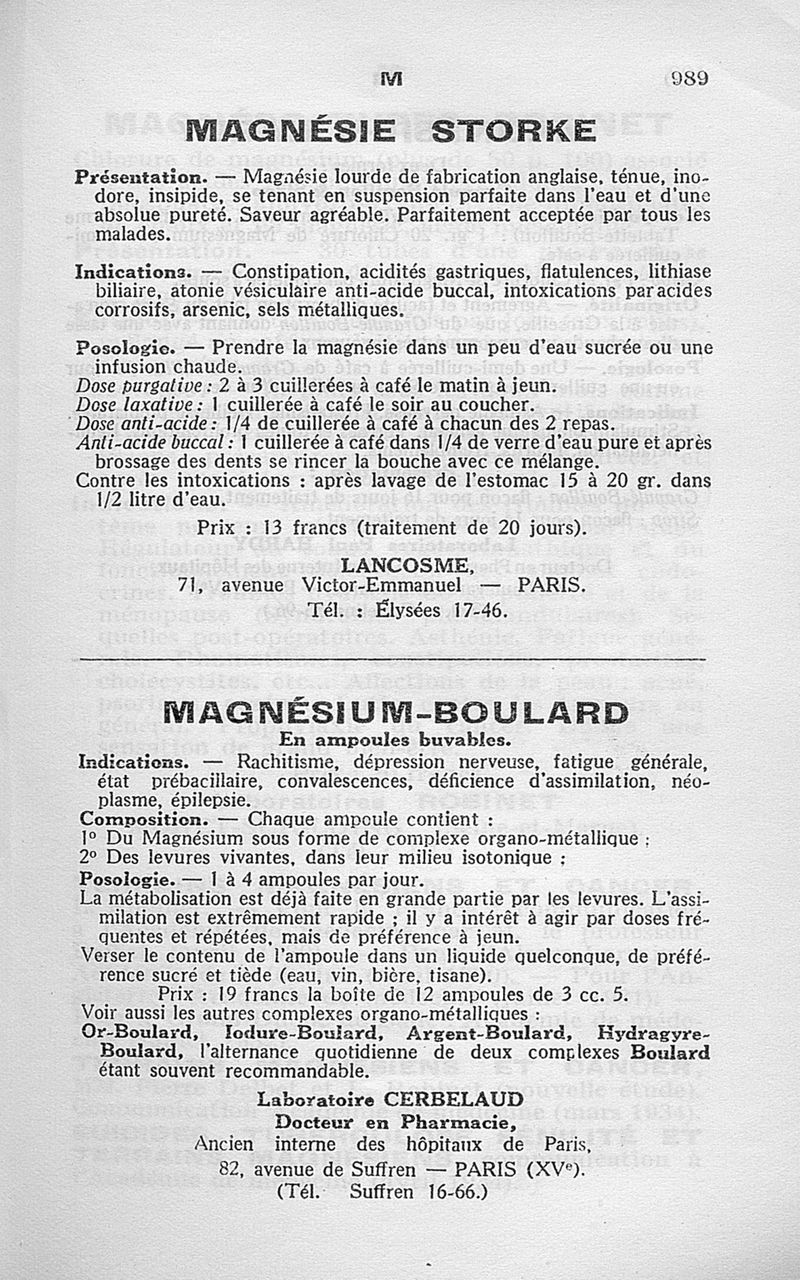 M 989
MAGNÉSIE STORKE
Présentation. — Magnésie lourde de fabrication anglaise, ténue, ino-
dore, insipide, se tenant en suspension parfaite dans l'eau et d'une
absolue pureté. Saveur agréable. Parfaitement acceptée par tous les
malades.
Indications. — Constipation, acidités gastriques, flatulences, lithiase
biliaire, atonie vésiculaire anti-acide buccal, intoxications par acides
corrosifs, arsenic, sels métalliques.
Posologie. — Prendre la magnésie dans un peu d'eau sucrée ou une
infusion chaude.
Dose purgative : 2 à 3 cuillerées à café le matin à jeun.
Dose laxative : 1 cuillerée à café le soir au coucher.
Dose anti-acide : 1/4 de cuillerée à café à chacun des 2 repas.
Anti-acide buccal : 1 cuillerée à café dans 1/4 de verre d'eau pure et après
brossage des dents se rincer la bouche avec ce mélange.
Contre les intoxications : après lavage de l'estomac 15 à 20 gr. dans
1/2 litre d'eau.
Prix : 13 francs (traitement de 20 jours).
LANCOSME,
71, avenue Victor-Emmanuel — PARIS.
Tél. : Élysées 17-46.
MAGNÉSIUM-BOULARD
En ampoules buvables.
Indications. — Rachitisme, dépression nerveuse, fatigue générale,
état prébacillaire, convalescences, déficience d'assimilation, néo-
plasme, épilepsie.
Composition. — Chaque ampoule contient :
1° Du Magnésium sous forme de complexe organo-métallique ;
2° Des levures vivantes, dans leur milieu isotonique ;
Posologie. — 1 à 4 ampoules par jour.
La métabolisation est déjà faite en grande partie par les levures. L'assi-
milation est extrêmement rapide ; il y a intérêt à agir par doses fré-
quentes et répétées, mais de préférence à jeun.
Verser le contenu de l'ampoule dans un liquide quelconque, de préfé-
rence sucré et tiède (eau, vin, bière, tisane).
Prix : 19 francs la boîte de 12 ampoules de 3 cc. 5.
Voir aussi les autres complexes organo-métalliques :
Or-Boulard, Iodure-Boulard, Argent-Boulard, Hydragyre-
Boulard, l'alternance quotidienne de deux complexes Boulard
étant souvent recommandable.
Laboratoire CERBELAUD
Docteur en Pharmacie,
Ancien interne des hôpitaux de Paris,
82, avenue de Suffren — PARIS (XVe).
(Tél. Suffren 16-66.)